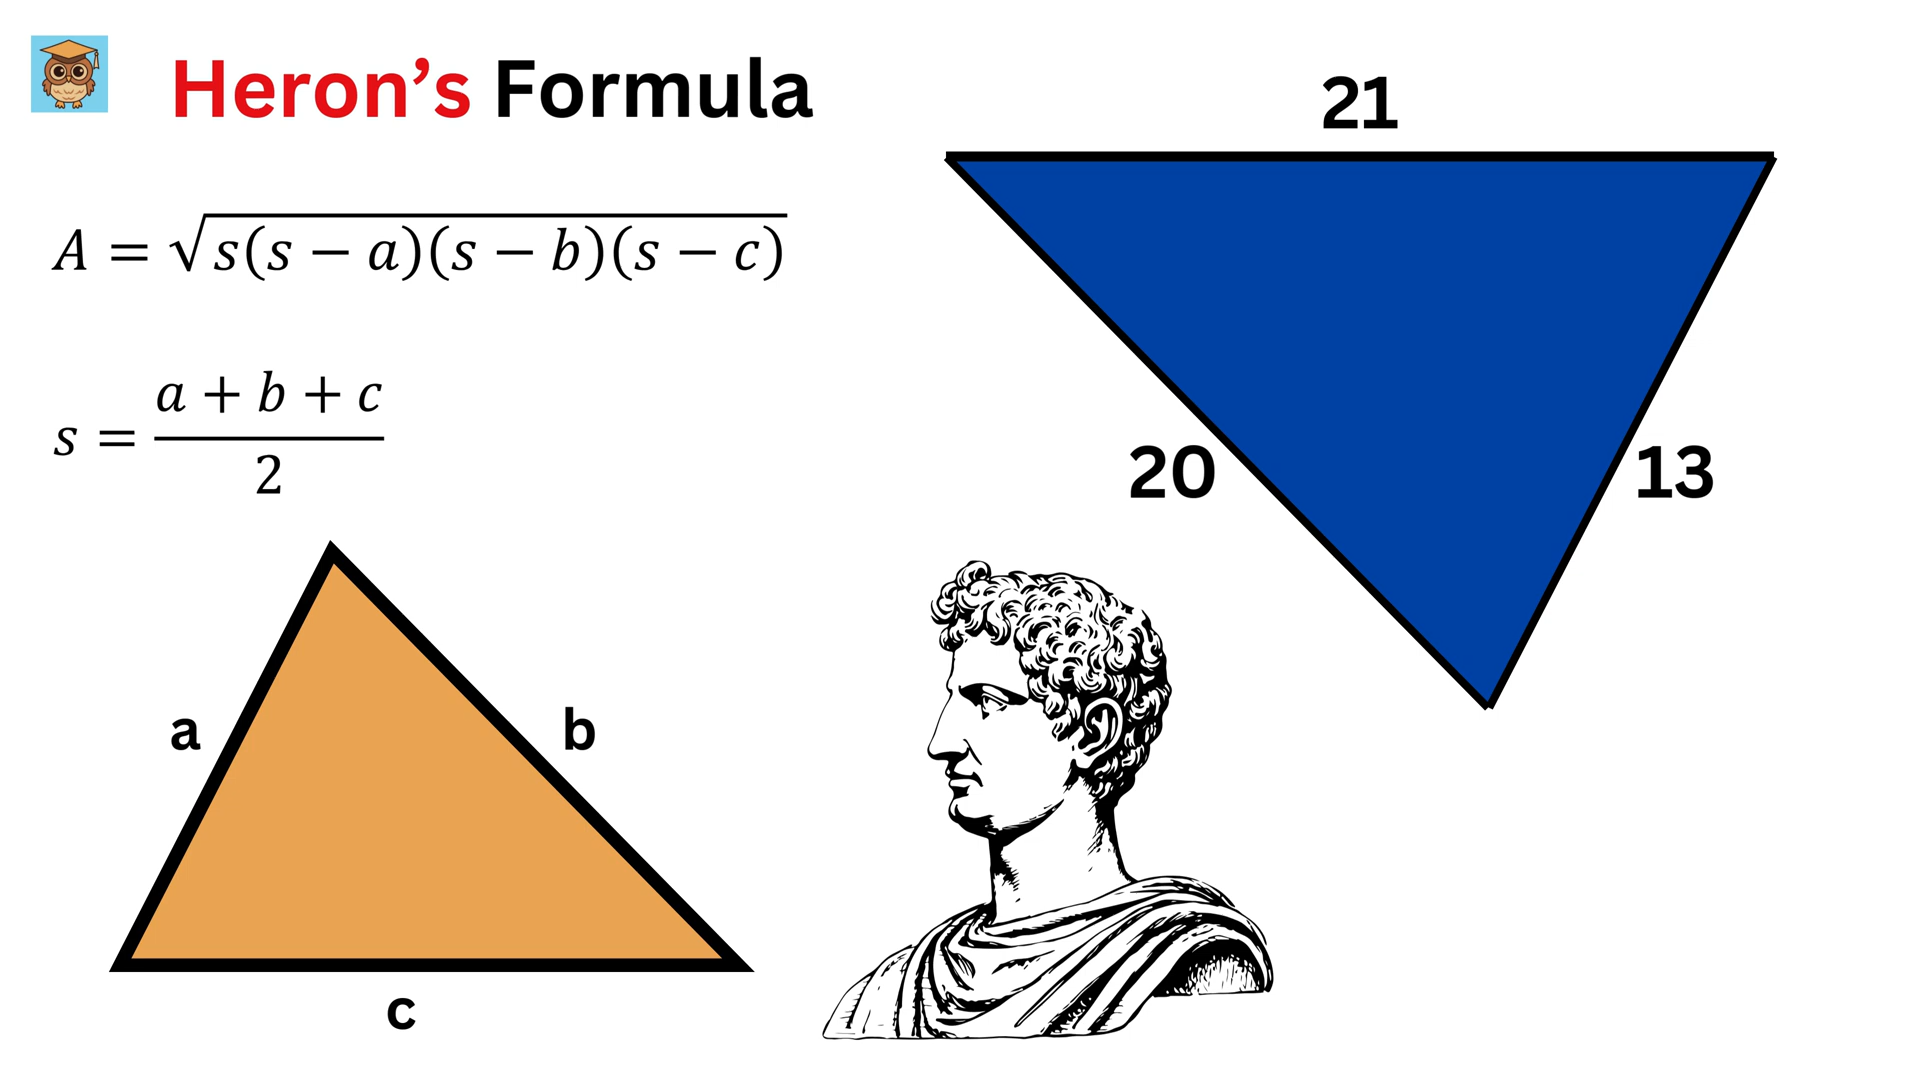 Heron’s Formula
A = √s(s − a)(s − b)(s − c)
s = (a + b + c)/2
a
b
c
21
20
13